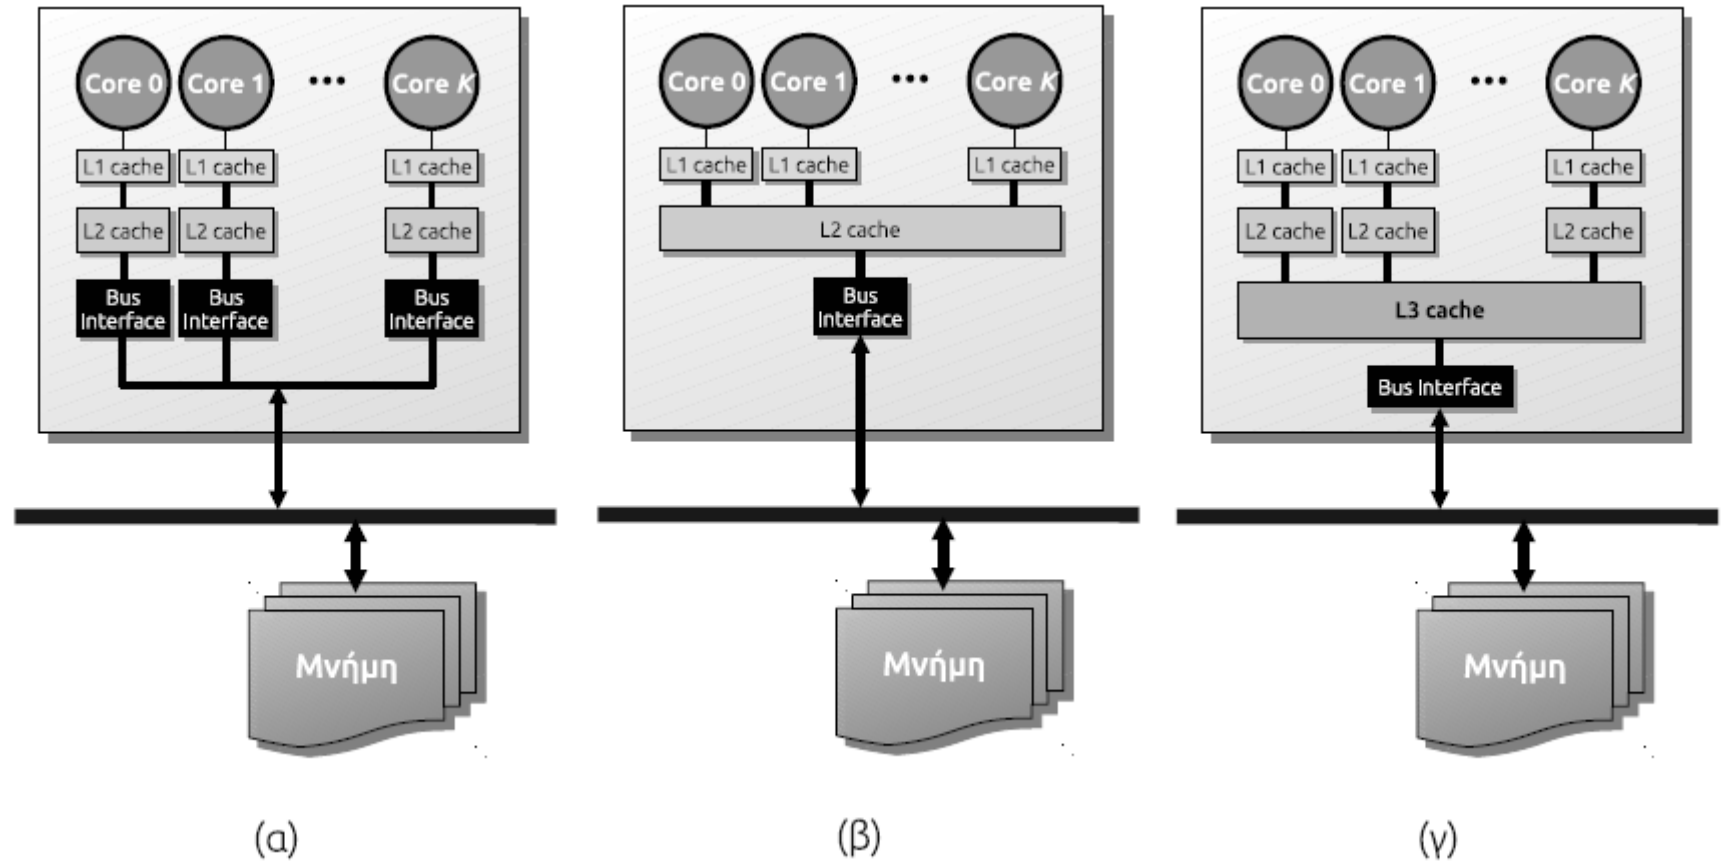 Core 0 Core 1 ... Core K
L1 cache L1 cache L1 cache
L2 cache L2 cache L2 cache
Bus Interface Bus Interface Bus Interface
Μνήμη
(α)
Core 0 Core 1 ... Core K
L1 cache L1 cache L1 cache
L2 cache
Bus
Interface
Μνήμη
(β)
Core 0 Core 1 ... Core K
L1 cache L1 cache L1 cache
L2 cache L2 cache L2 cache
L3 cache
Bus Interface
Μνήμη
(γ)